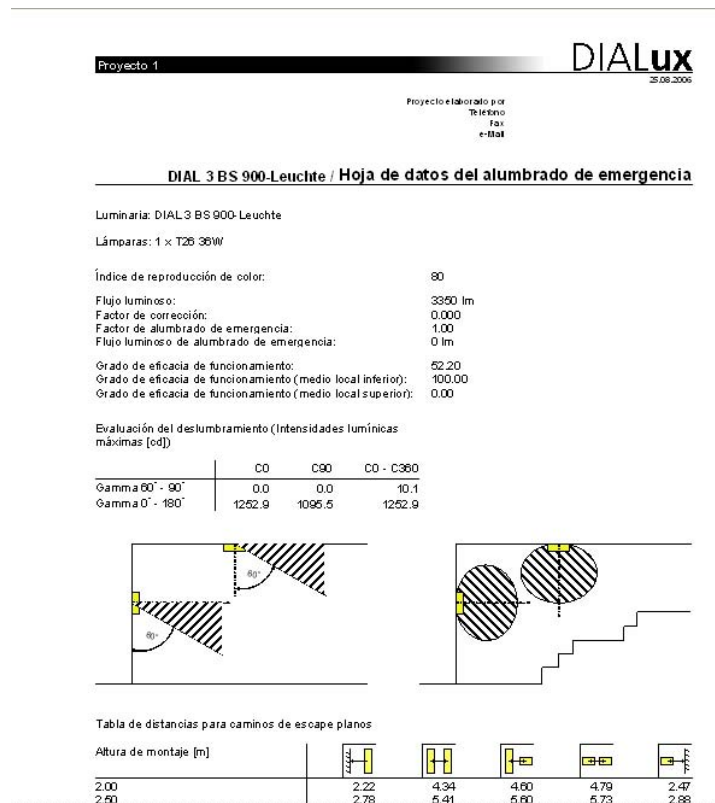 DIALux
Proyecto 1
25.08.2006
Proyecto elaborado por
Teléfono
Fax
e-Mail
DIAL 3 BS 900-Leuchte / Hoja de datos del alumbrado de emergencia
Luminaria: DIAL 3 BS 900-Leuchte
Lámparas: 1 x T26 36W
Índice de reproducción de color: 80
Flujo luminoso: 3350 lm
Factor de corrección: 0.000
Factor de alumbrado de emergencia: 1.00
Flujo luminoso de alumbrado de emergencia: 0 lm
Grado de eficacia de funcionamiento: 52.20
Grado de eficacia de funcionamiento (medio local inferior): 100.00
Grado de eficacia de funcionamiento (medio local superior): 0.00
Evaluación del deslumbramiento (Intensidades lumínicas
máximas [cd])
C0 C90 C0 - C360
Gamma 60° - 90° 0.0 0.0 10.1
Gamma 0° - 180° 1252.9 1095.5 1252.9
60°
60°
Tabla de distancias para caminos de escape planos
Altura de montaje [m]
2.00 2.22 4.34 4.60 4.79 2.47
2.50 2.78 5.41 5.60 5.73 2.88